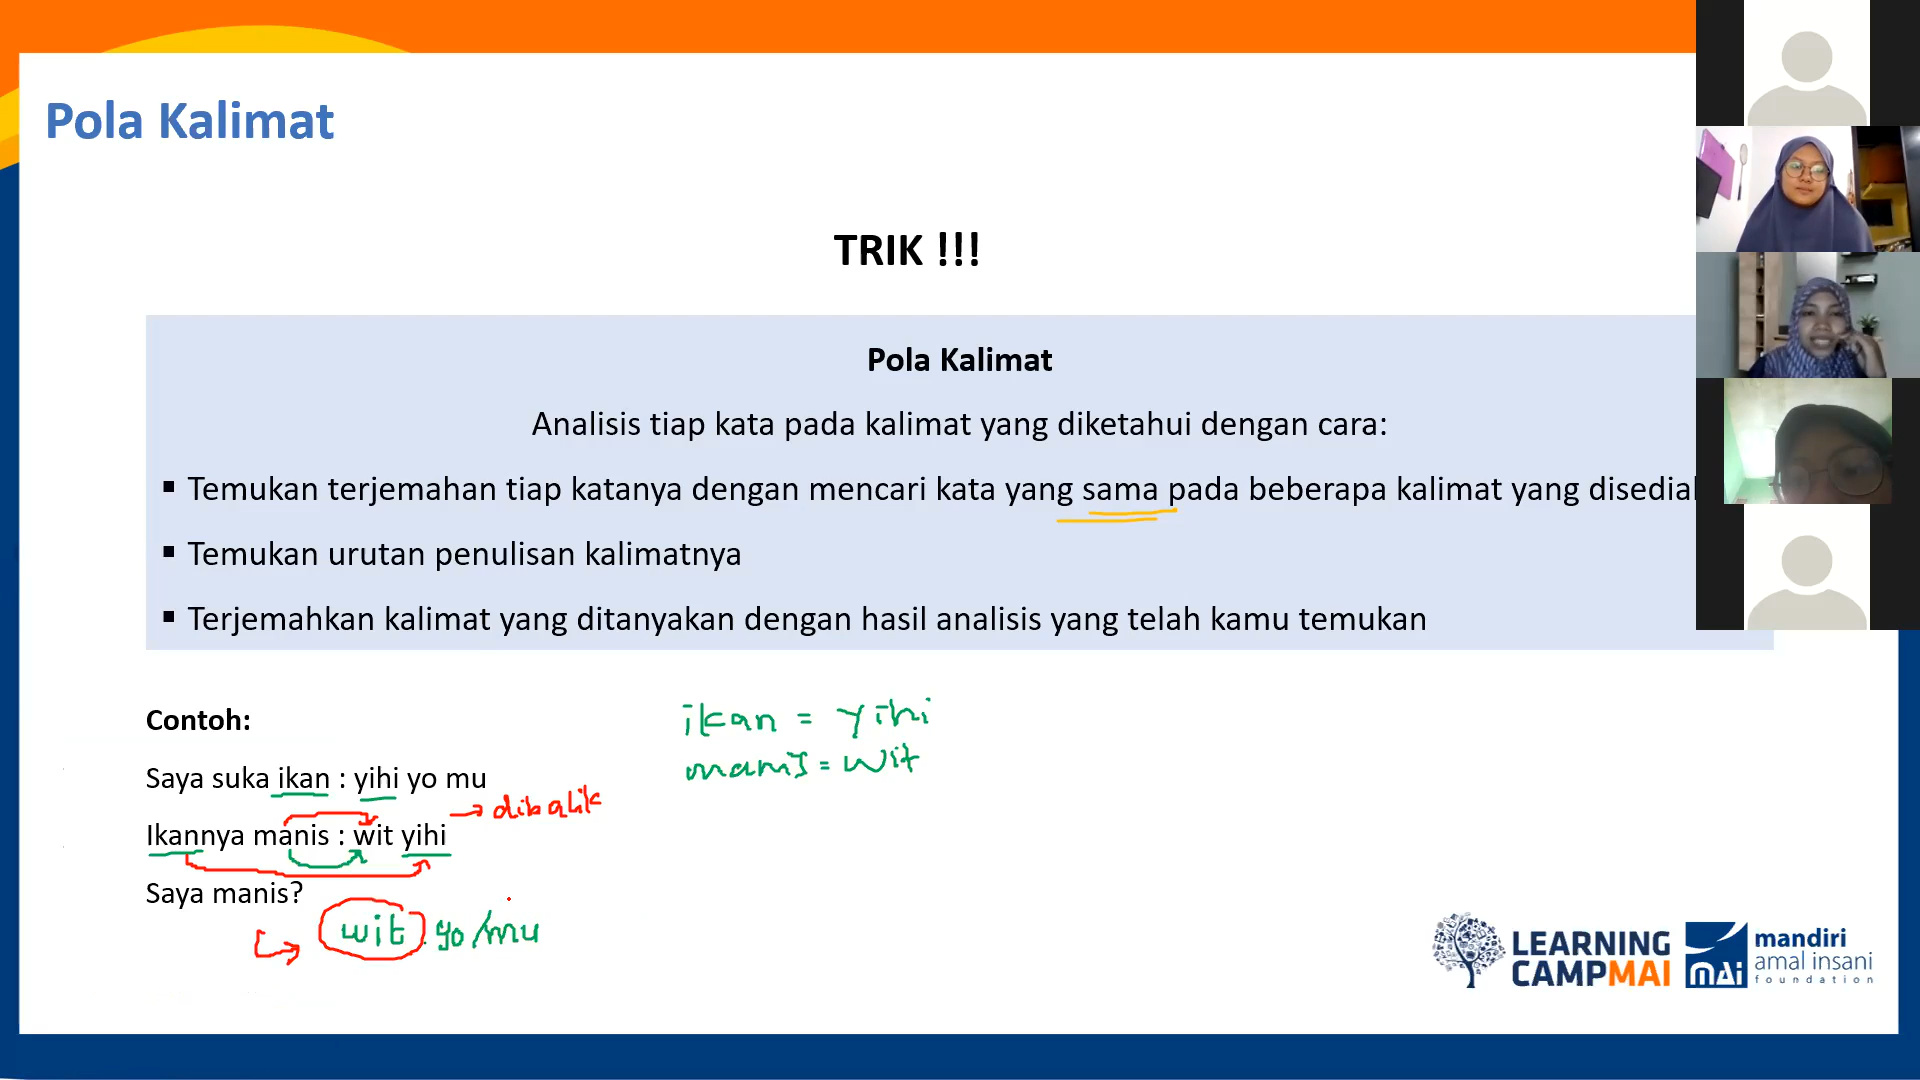 Pola Kalimat
TRIK !!!
Pola Kalimat
Analisis tiap kata pada kalimat yang diketahui dengan cara:
▪ Temukan terjemahan tiap katanya dengan mencari kata yang sama pada beberapa kalimat yang
▪ Temukan urutan penulisan kalimatnya
▪ Terjemahkan kalimat yang ditanyakan dengan hasil analisis yang telah kamu temukan
Contoh:
ikan = yihi
manis = wit
Saya suka ikan : yihi yo mu
→ dibalik
Ikannya manis : wit yihi
Saya manis?
wit yo/mu
LEARNING
CAMPMAI
MAI
mandiri
amal insani
foundation